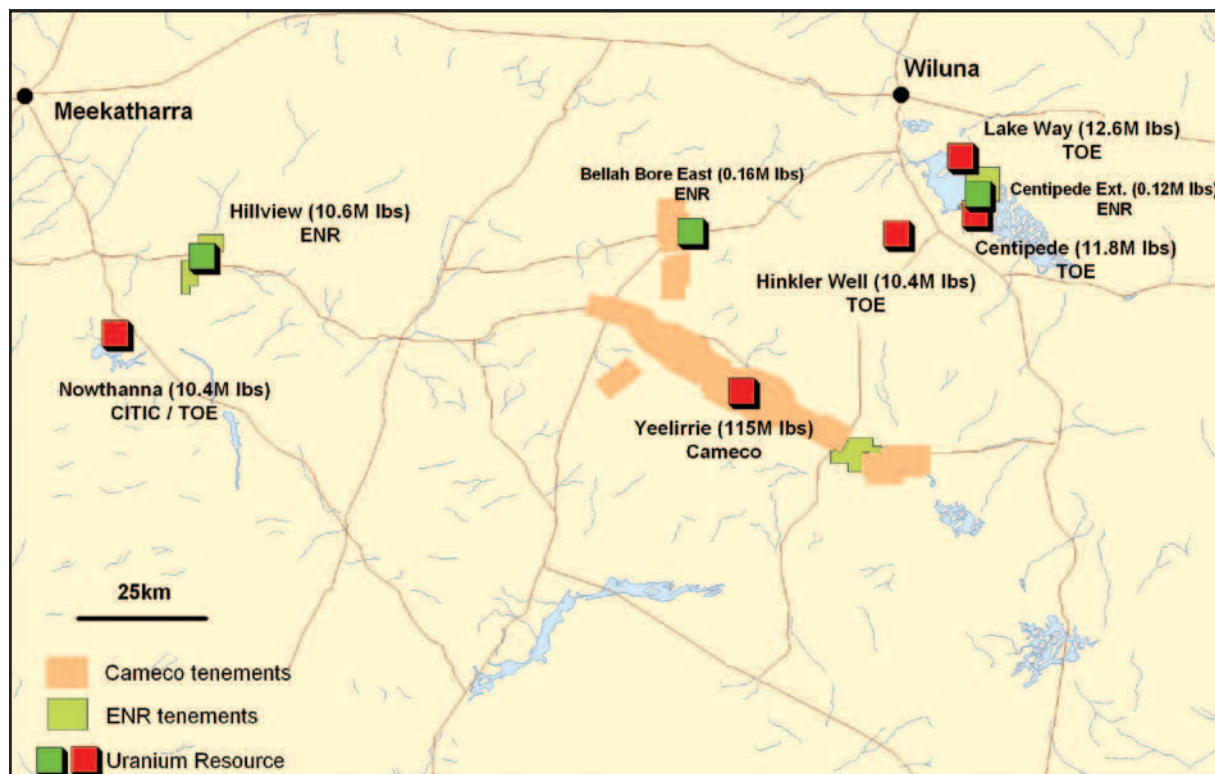 Meekatharra
Wiluna
Lake Way (12.6M lbs)
TOE
Bellah Bore East (0.16M lbs)
ENR
Centipede Ext. (0.12M lbs)
ENR
Hillview (10.6M lbs)
ENR
Centipede (11.8M lbs)
TOE
Hinkler Well (10.4M lbs)
TOE
Nowthanna (10.4M lbs)
CITIC / TOE
Yeelirrie (115M lbs)
Cameco
25km
Cameco tenements
ENR tenements
Uranium Resource